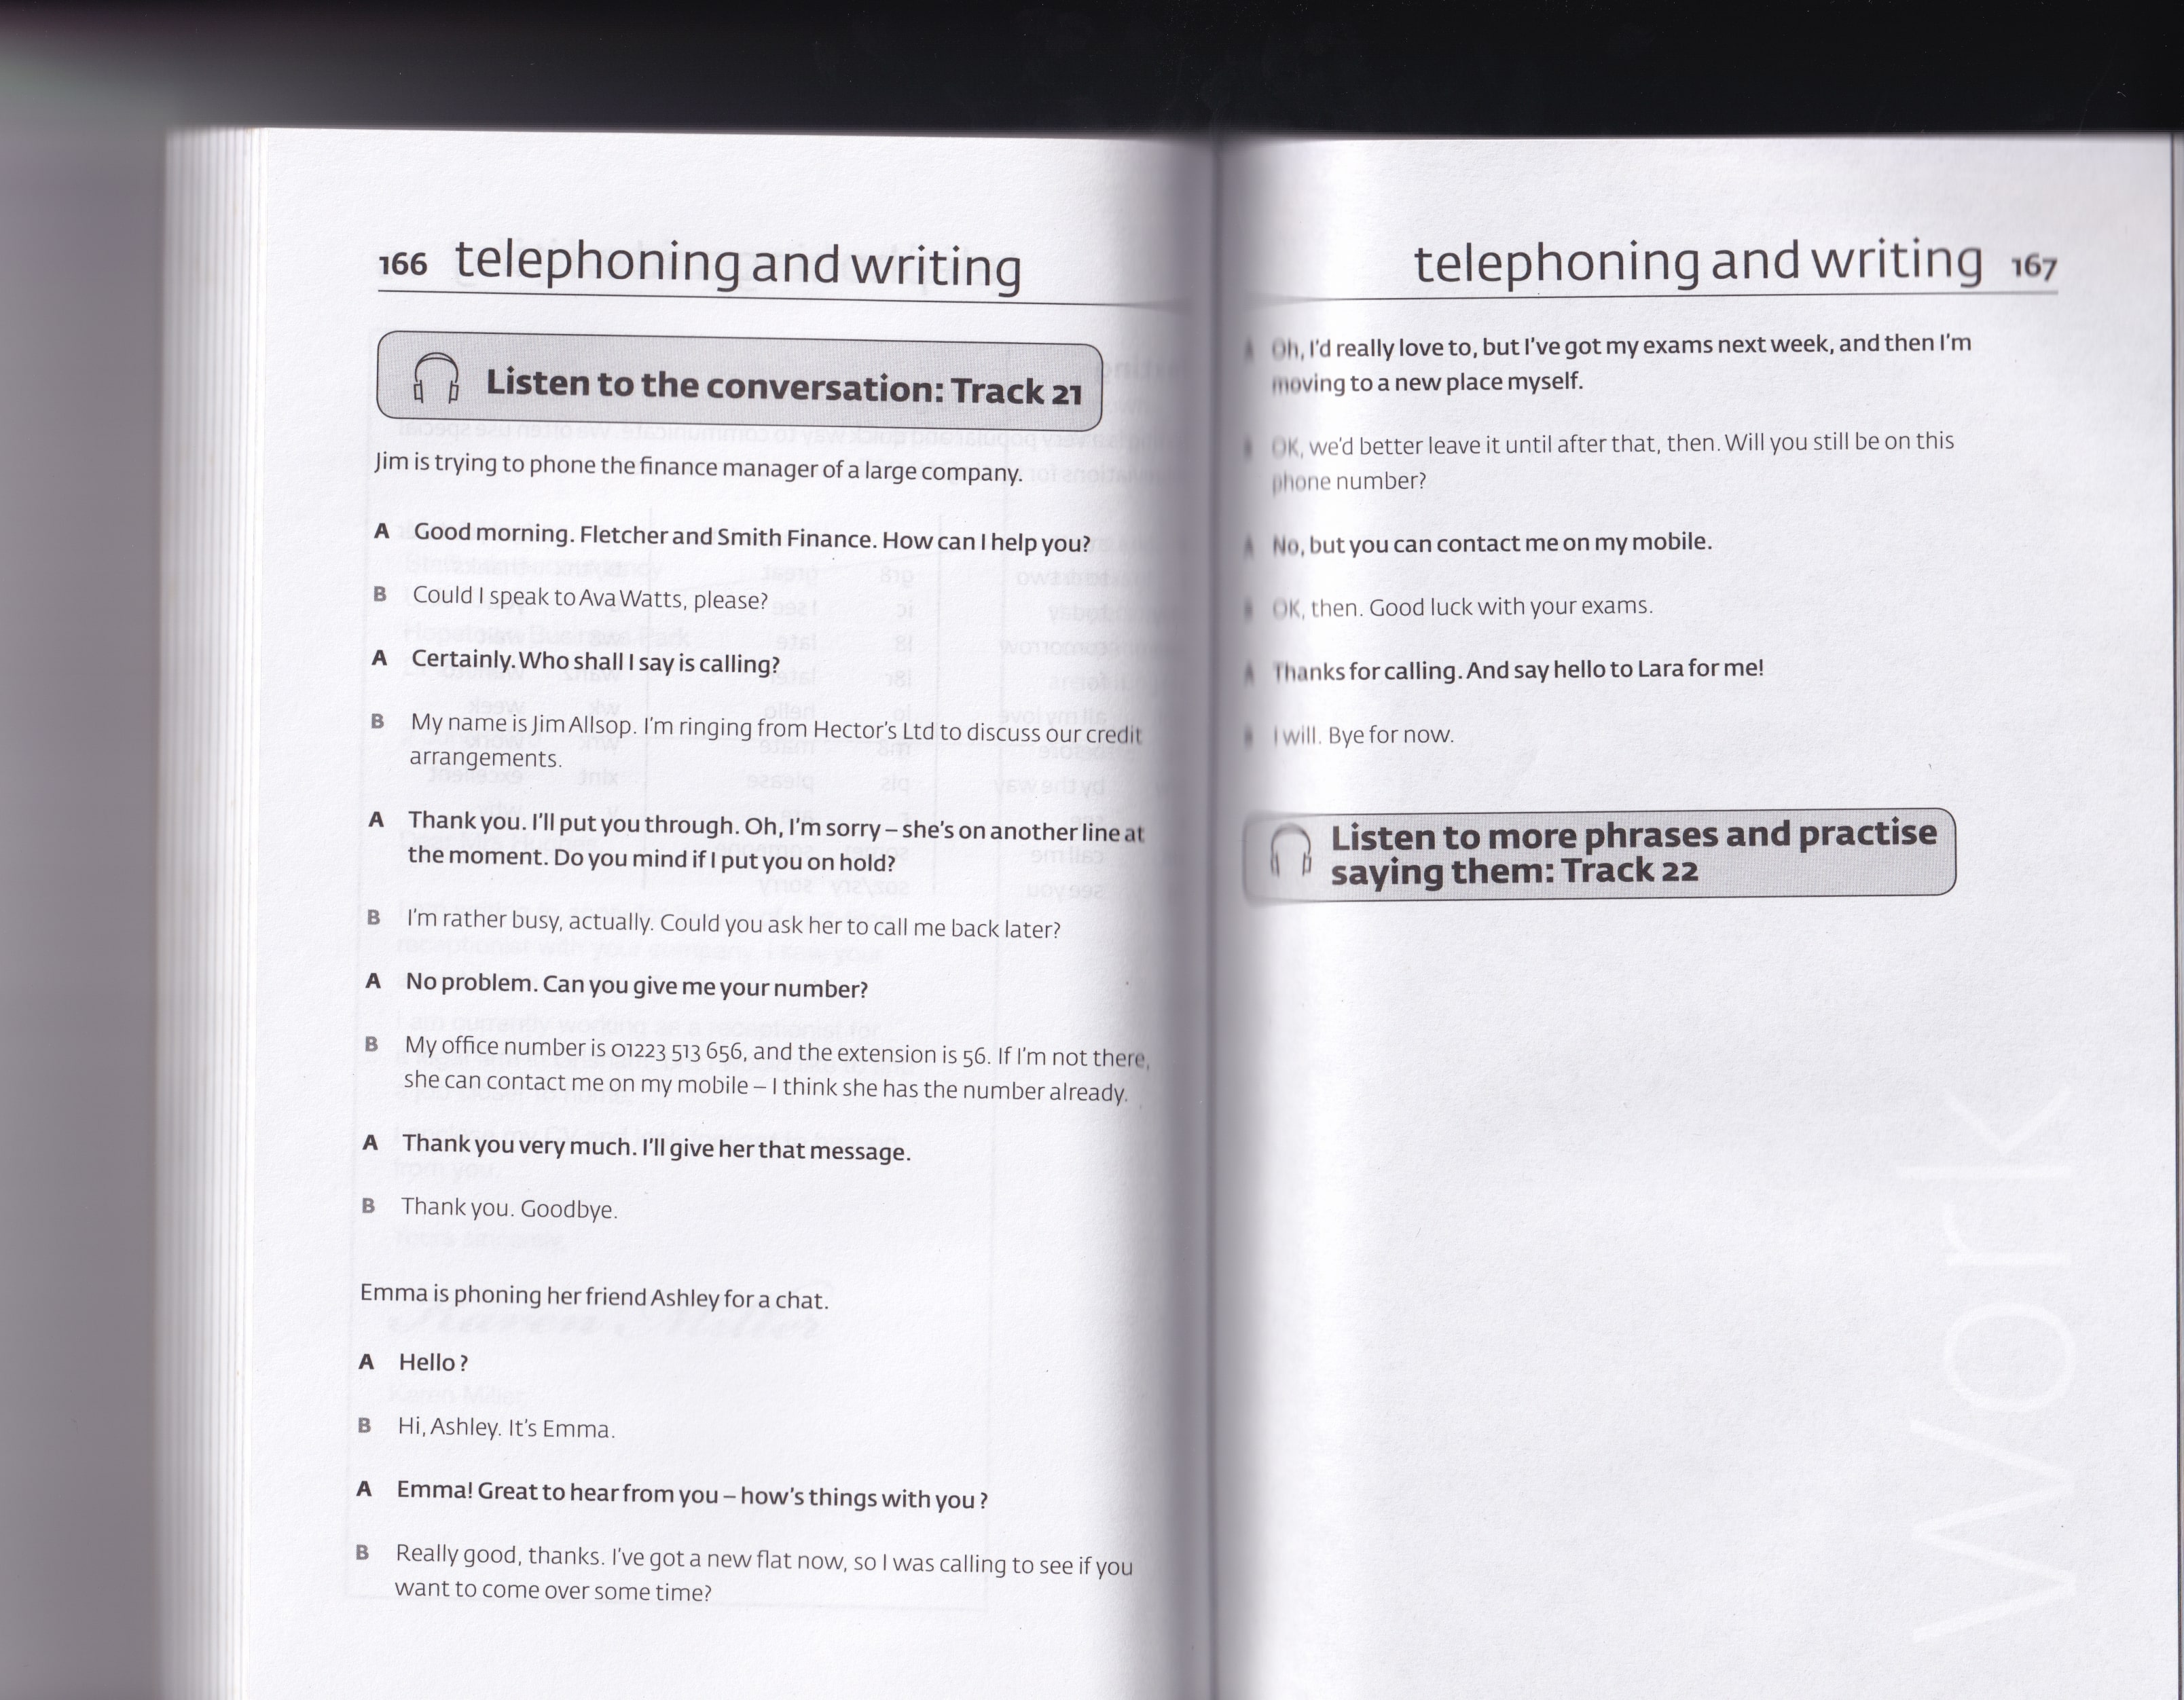 166 telephoning and writing
Listen to the conversation: Track 21
Jim is trying to phone the finance manager of a large company.
A Good morning. Fletcher and Smith Finance. How can I help you?
B Could I speak to Ava Watts, please?
A Certainly. Who shall I say is calling?
B My name is Jim Allsop. I'm ringing from Hector's Ltd to discuss our credit
arrangements.
A Thank you. I'll put you through. Oh, I'm sorry – she's on another line at
the moment. Do you mind if I put you on hold?
B I'm rather busy, actually. Could you ask her to call me back later?
A No problem. Can you give me your number?
B My office number is 01223 513 656, and the extension is 56. If I'm not there,
she can contact me on my mobile – I think she has the number already.
A Thank you very much. I'll give her that message.
B Thank you. Goodbye.
Emma is phoning her friend Ashley for a chat.
A Hello?
B Hi, Ashley. It's Emma.
A Emma! Great to hear from you – how's things with you?
B Really good, thanks. I've got a new flat now, so I was calling to see if you
want to come over some time?
telephoning and writing 167
A Oh, I'd really love to, but I've got my exams next week, and then I'm
moving to a new place myself.
B OK, we'd better leave it until after that, then. Will you still be on this
phone number?
A No, but you can contact me on my mobile.
B OK, then. Good luck with your exams.
A Thanks for calling. And say hello to Lara for me!
B I will. Bye for now.
Listen to more phrases and practise
saying them: Track 22
work